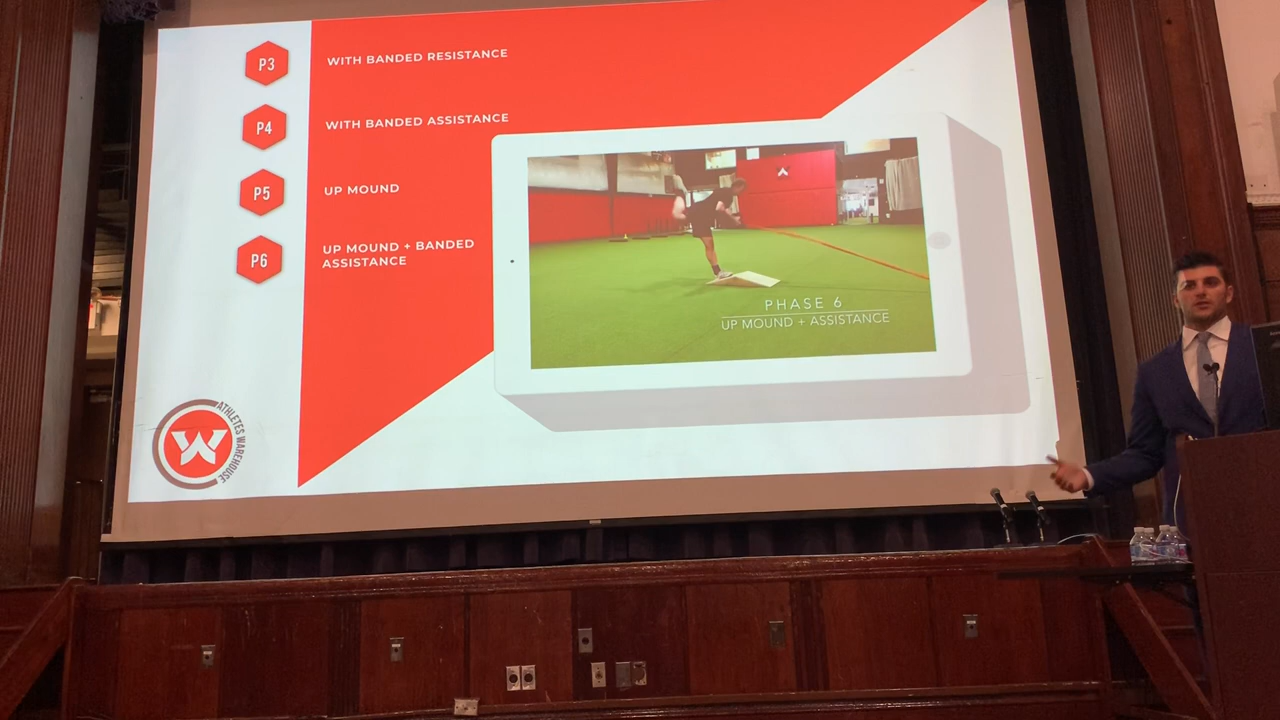 P3
WITH BANDED RESISTANCE
P4
WITH BANDED ASSISTANCE
P5
UP MOUND
P6
UP MOUND + BANDED
ASSISTANCE
PHASE 6
UP MOUND + ASSISTANCE
ATHLETES WAREHOUSE